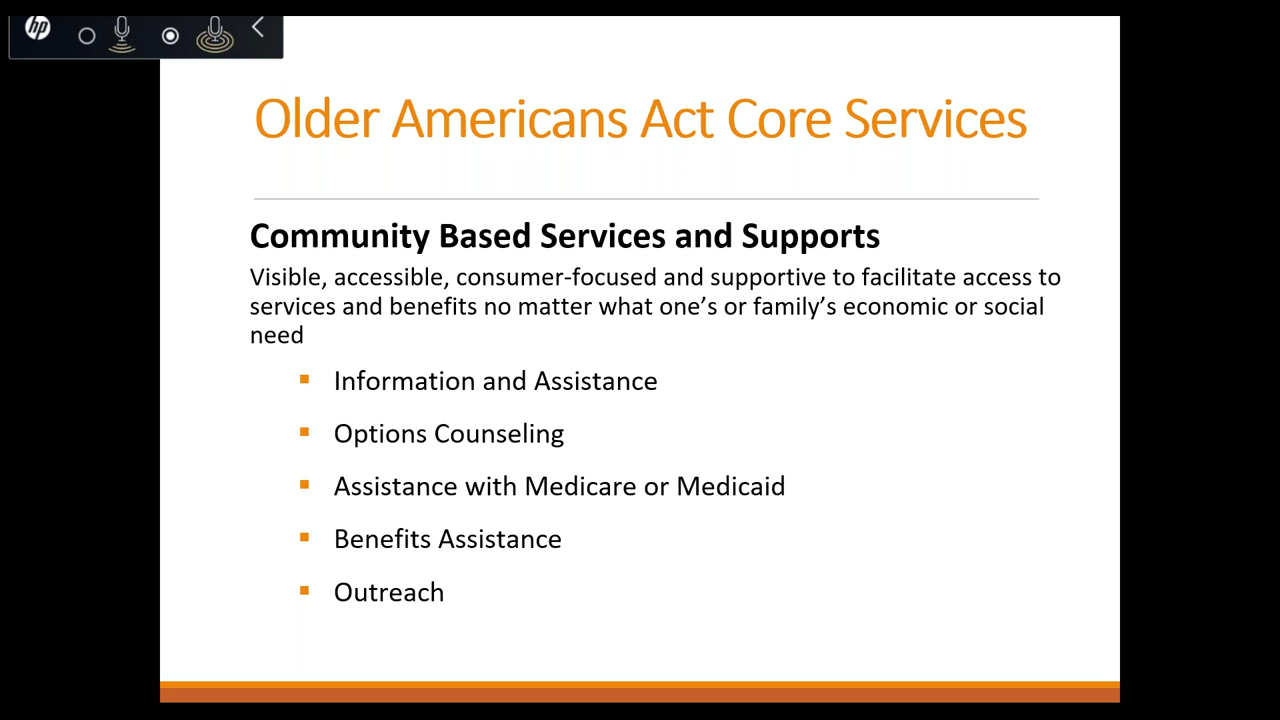 hp
Older Americans Act Core Services
Community Based Services and Supports
Visible, accessible, consumer-focused and supportive to facilitate access to
services and benefits no matter what one’s or family’s economic or social
need
Information and Assistance
Options Counseling
Assistance with Medicare or Medicaid
Benefits Assistance
Outreach